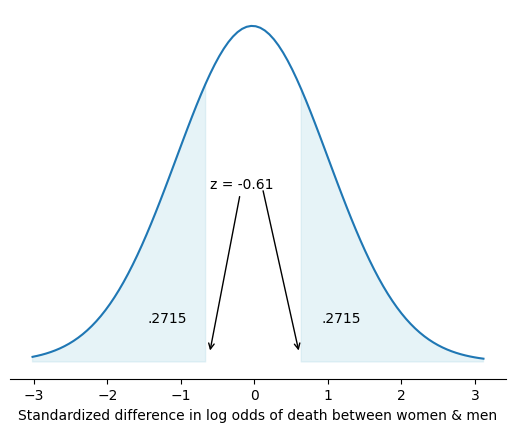 z = -0.61
.2715 .2715
−3 −2 −1 0 1 2 3
Standardized difference in log odds of death between women & men